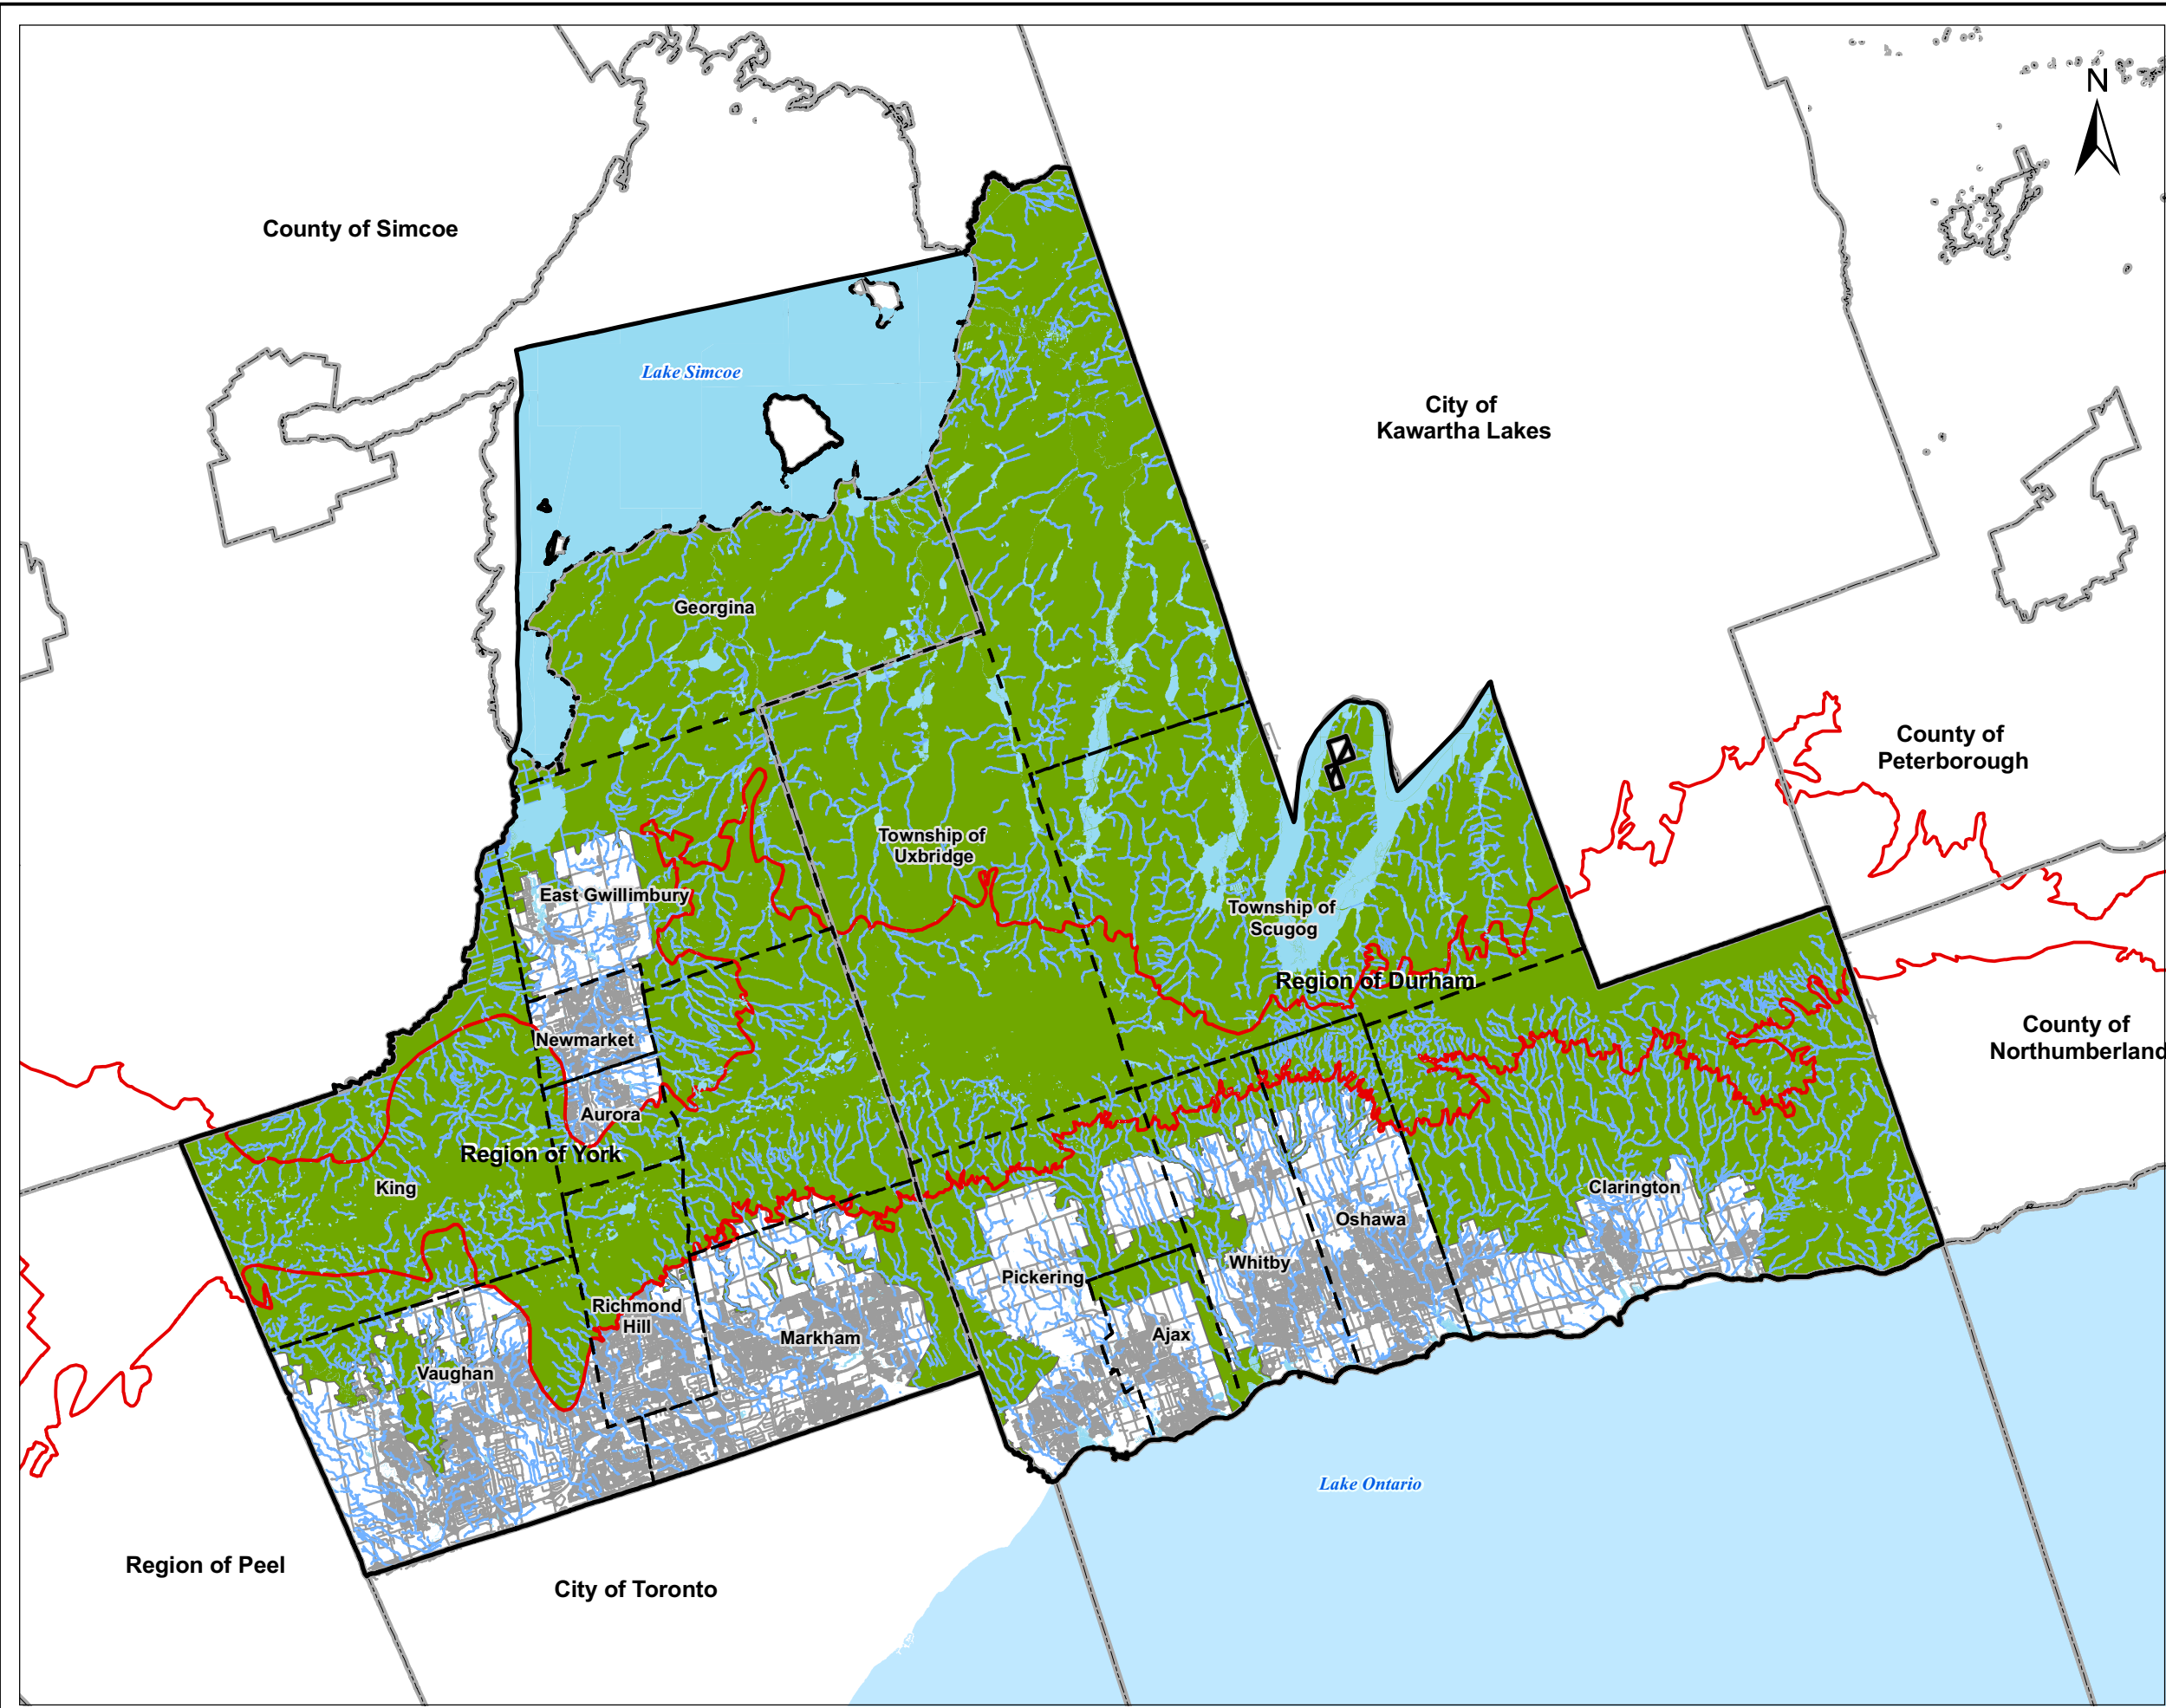 N
County of Simcoe
Lake Simcoe
City of
Kawartha Lakes
Georgina
County of
Peterborough
Township of
Uxbridge
East Gwillimbury
Township of
Scugog
Region of Durham
County of
Northumberland
Newmarket
Aurora
Region of York
King
Clarington
Oshawa
Whitby
Pickering
Richmond
Hill
Markham
Ajax
Vaughan
Lake Ontario
Region of Peel
City of Toronto